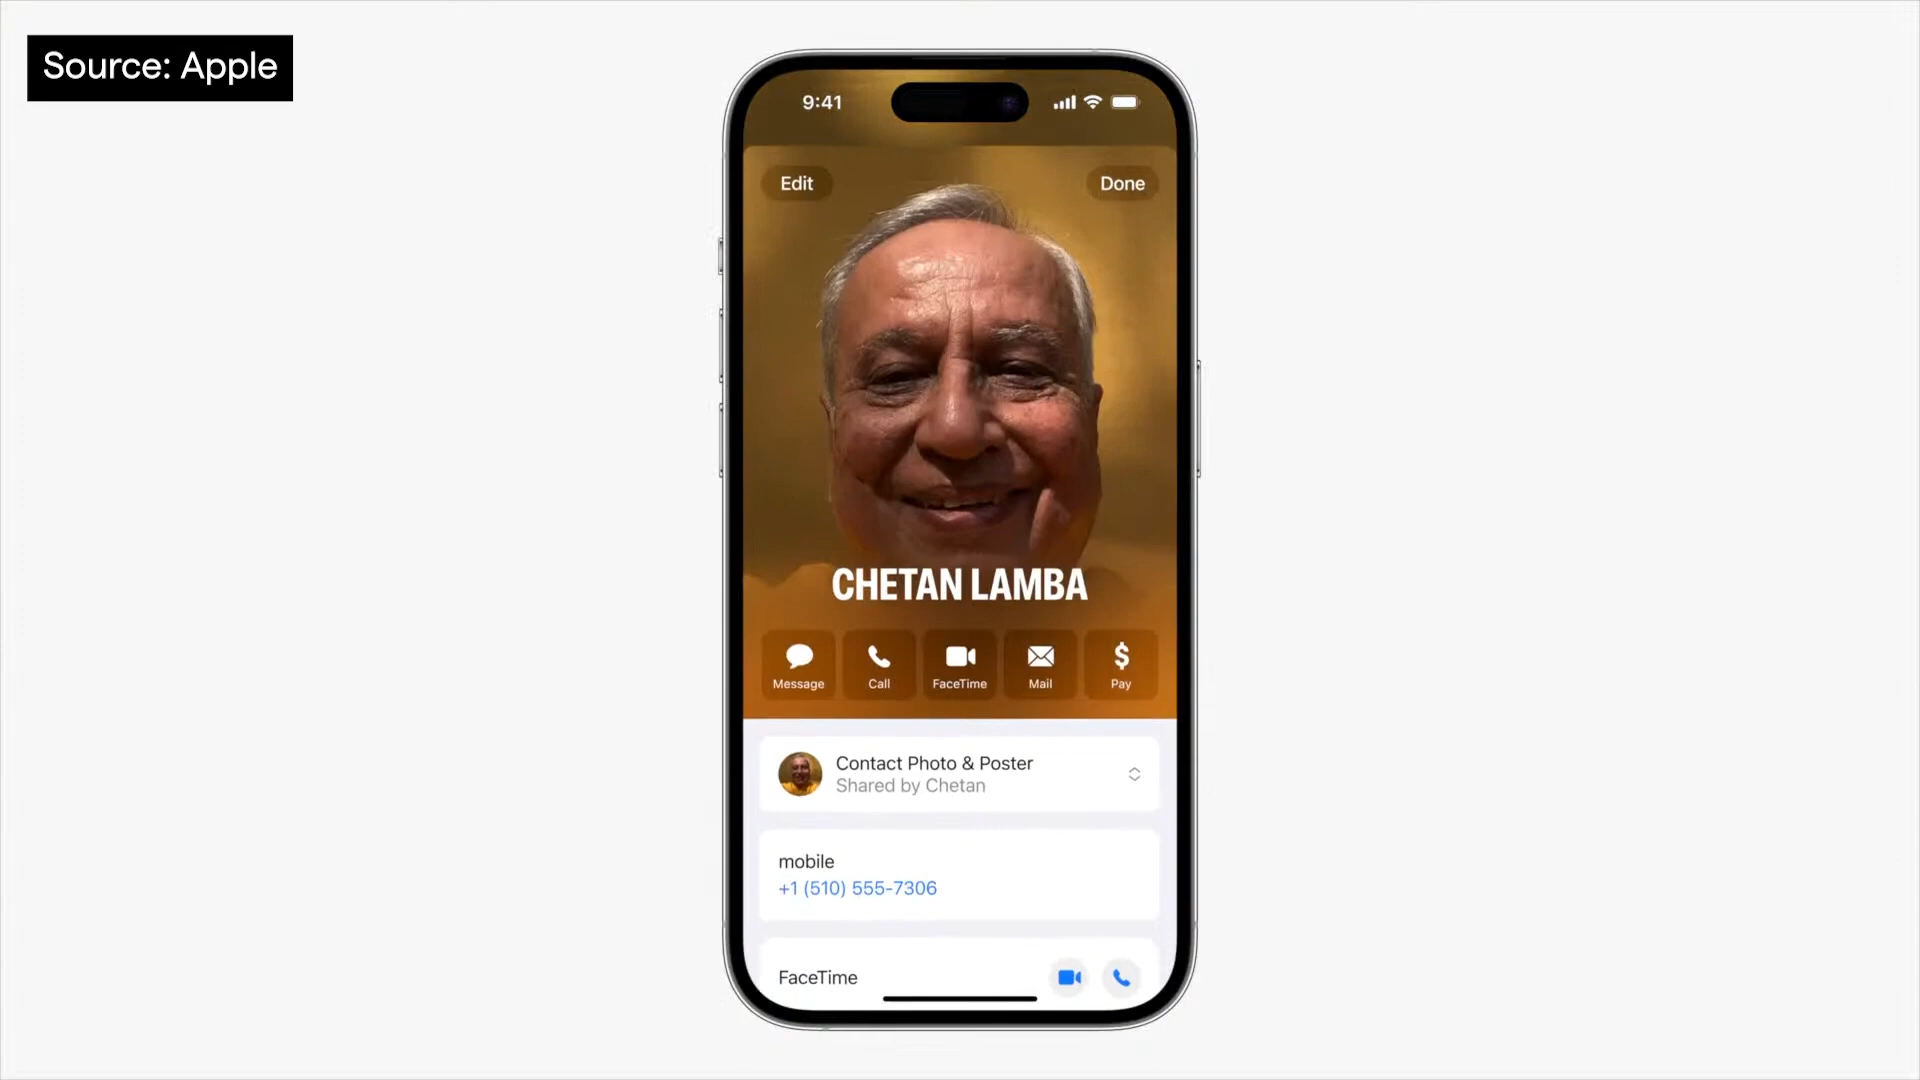 Source: Apple
9:41
Edit
Done
CHETAN LAMBA
Message
Call
FaceTime
Mail
$
Pay
Contact Photo & Poster
Shared by Chetan
mobile
+1 (510) 555-7306
FaceTime